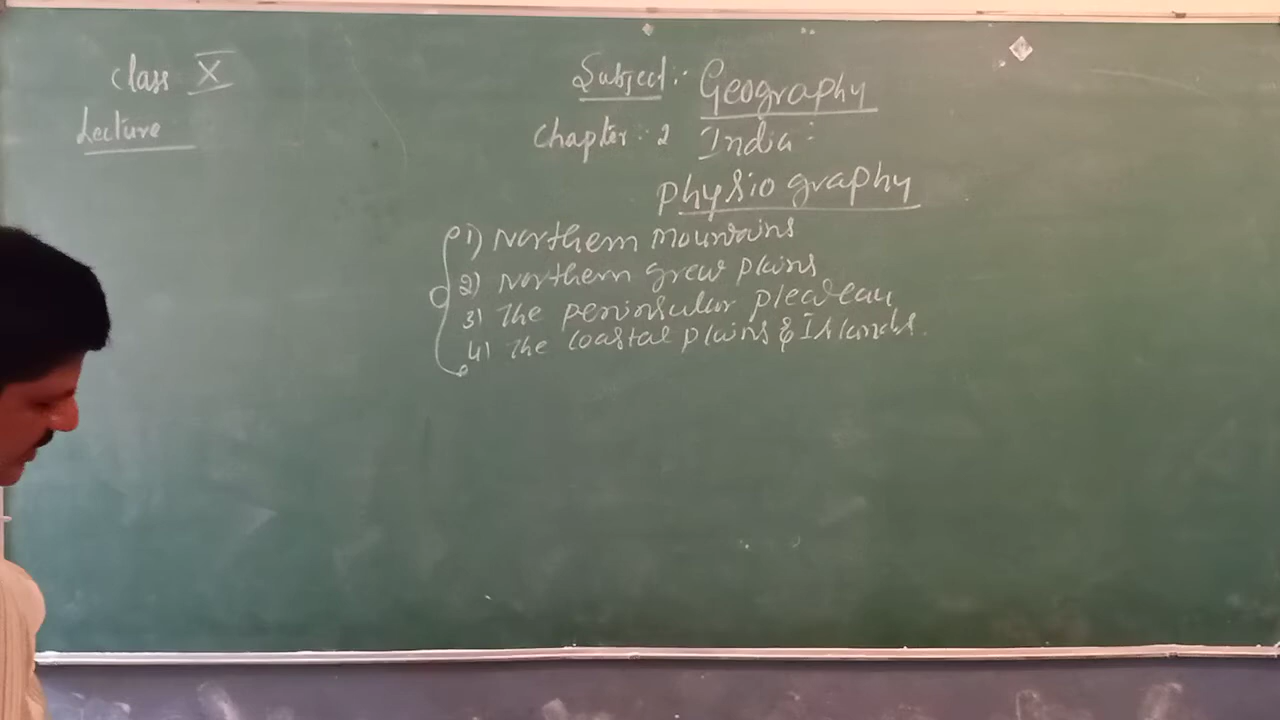 Class X
Lecture
Subject:- Geography
Chapter:- 2 India:
Physiography
1) Northern Mountains
2) Northern great plains
3) The peninsular pleateau
4) The Coastal plains & Islands.